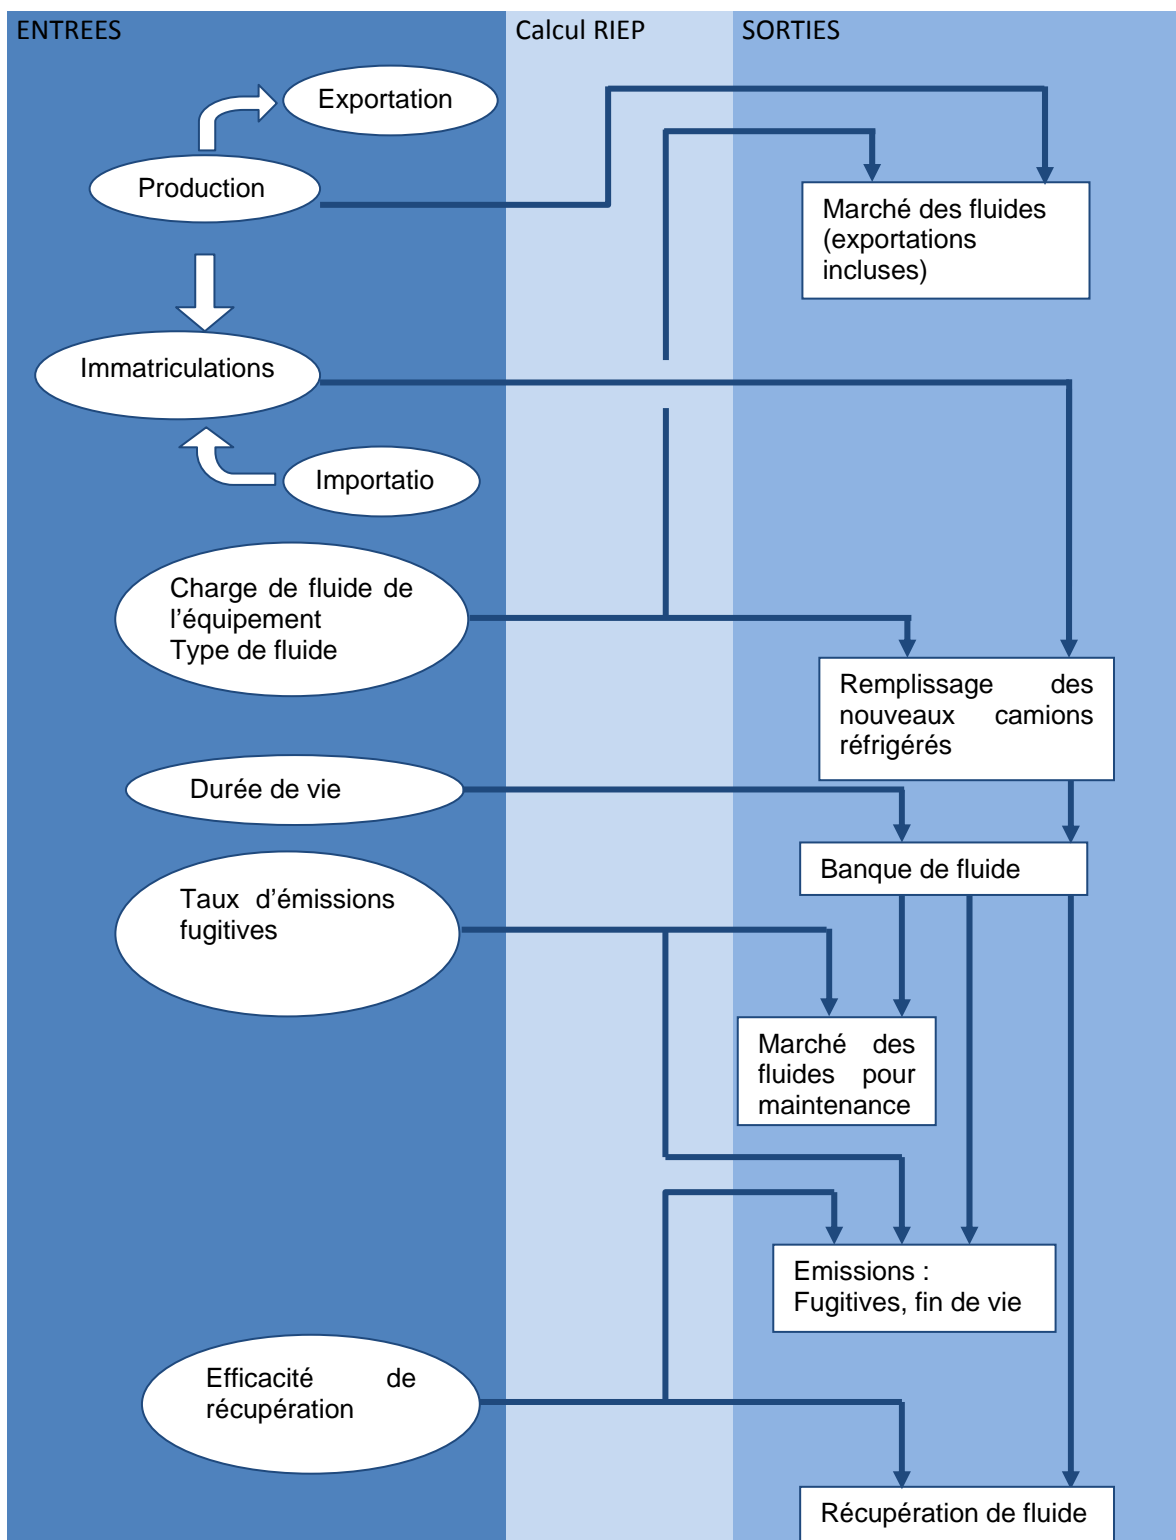 ENTREES
Calcul RIEP
SORTIES
Exportation
Production
Marché des fluides
(exportations
incluses)
Immatriculations
Importatio
Charge de fluide de
l’équipement
Type de fluide
Remplissage des
nouveaux camions
réfrigérés
Durée de vie
Banque de fluide
Taux d’émissions
fugitives
Marché des
fluides pour
maintenance
Emissions :
Fugitives, fin de vie
Efficacité de
récupération
Récupération de fluide